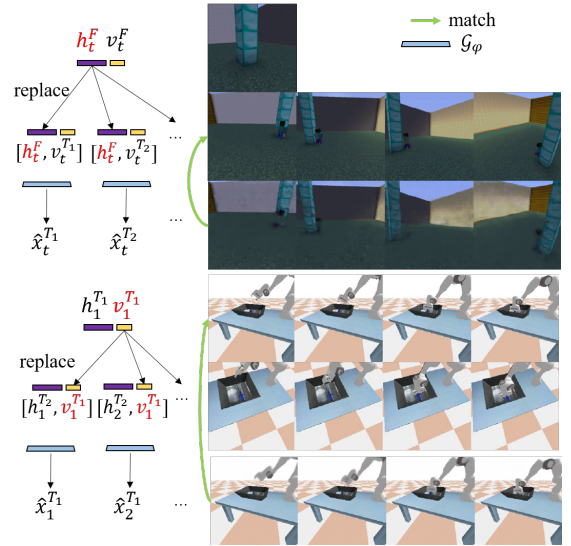 match
𝒢_φ
h_t^F v_t^F
replace
...
[h_t^F, v_t^{T_1}] [h_t^F, v_t^{T_2}]
x̂_t^{T_1} x̂_t^{T_2} ...
h_1^{T_1} v_1^{T_1}
replace
...
[h_1^{T_2}, v_1^{T_1}] [h_2^{T_2}, v_1^{T_1}]
x̂_1^{T_1} x̂_2^{T_1} ...